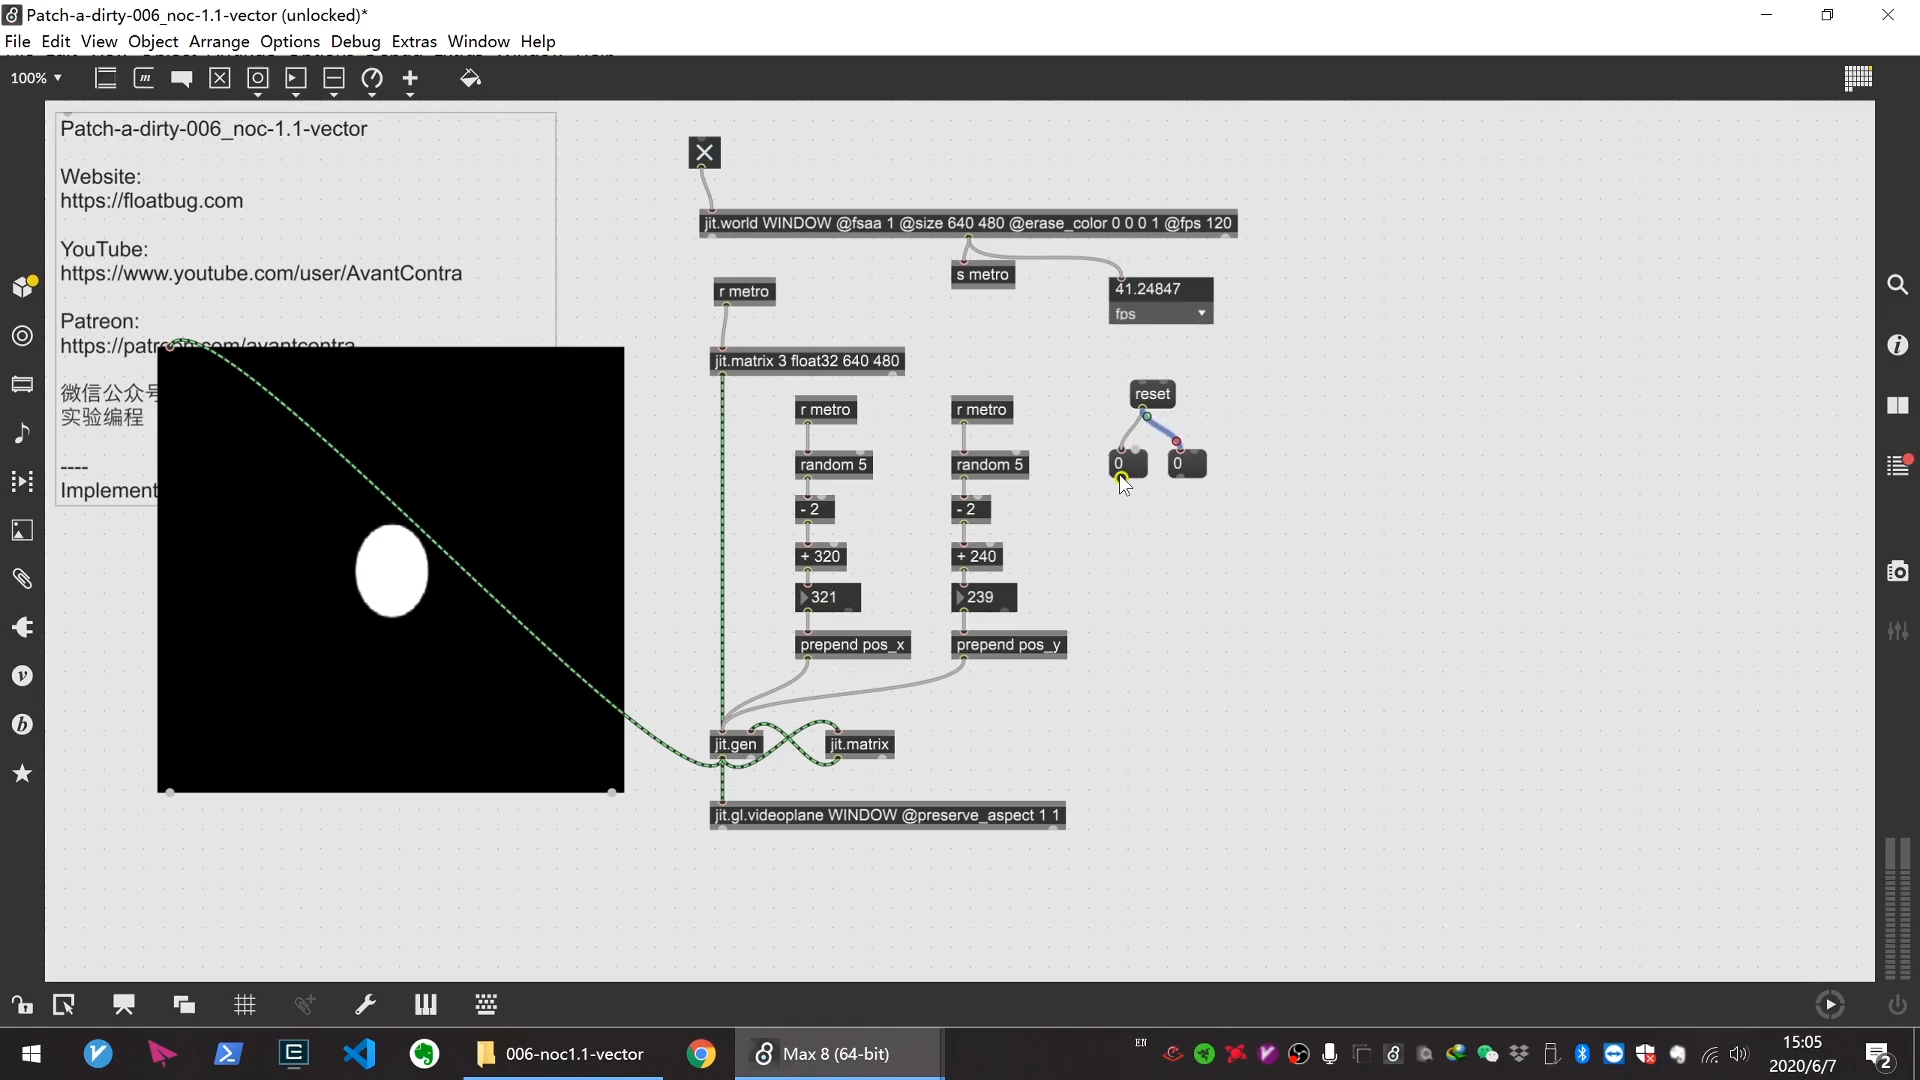 Patch-a-dirty-006_noc-1.1-vector (unlocked)*
File Edit View Object Arrange Options Debug Extras Window Help
100%
Patch-a-dirty-006_noc-1.1-vector
Website:
https://floatbug.com
YouTube:
https://www.youtube.com/user/AvantContra
Patreon:
https://patreon.com/avantcontra
微信公众号
实验编程
----
Implement
jit.world WINDOW @fsaa 1 @size 640 480 @erase_color 0 0 0 1 @fps 120
s metro
41.24847
fps
r metro
jit.matrix 3 float32 640 480
r metro
r metro
reset
random 5
random 5
0
0
- 2
- 2
+ 320
+ 240
321
239
prepend pos_x
prepend pos_y
jit.gen
jit.matrix
jit.gl.videoplane WINDOW @preserve_aspect 1 1
006-noc1.1-vector
Max 8 (64-bit)
EN
15:05
2020/6/7
2